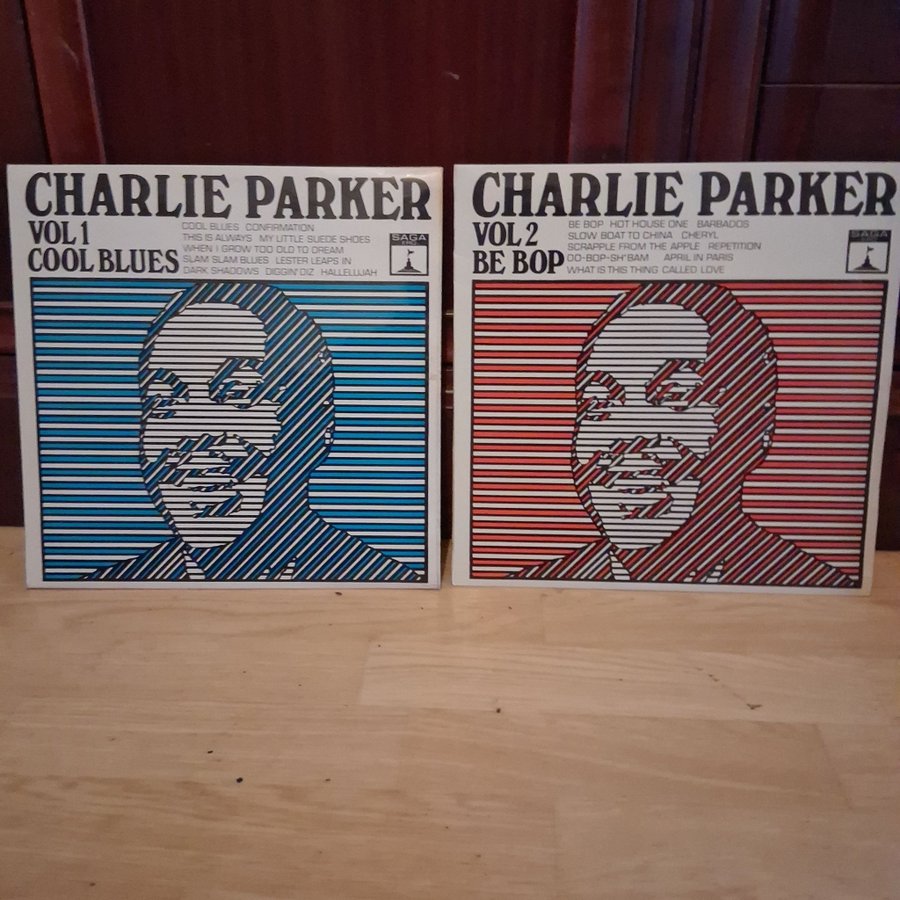 CHARLIE PARKER
VOL 1
COOL BLUES
COOL BLUES CONFIRMATION
THIS IS ALWAYS MY LITTLE SUEDE SHOES
WHEN I GROW TOO OLD TO DREAM
SLAM SLAM BLUES LESTER LEAPS IN
DARK SHADOWS DIGGIN' DIZ HALLELUJAH
SAGA
CHARLIE PARKER
VOL 2
BE BOP
BE BOP HOT HOUSE ONE BARBADOS
SLOW BOAT TO CHINA CHERYL
SCRAPPLE FROM THE APPLE REPETITION
OO-BOP-SH'BAM APRIL IN PARIS
WHAT IS THIS THING CALLED LOVE
SAGA